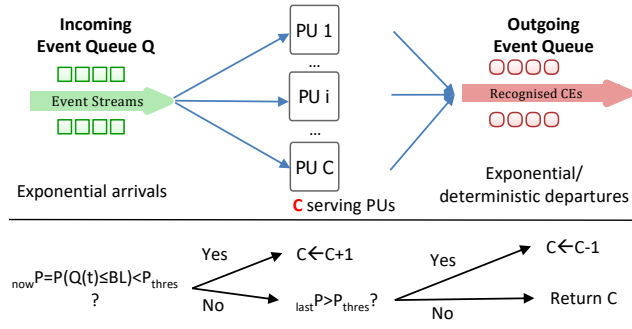 Incoming
Event Queue Q
Event Streams
Exponential arrivals
PU 1
...
PU i
...
PU C
C serving PUs
Outgoing
Event Queue
Recognised CEs
Exponential/
deterministic departures
nowP=P(Q(t)≤BL)<Pthres
?
Yes
No
C←C+1
lastP>Pthres?
Yes
No
C←C-1
Return C